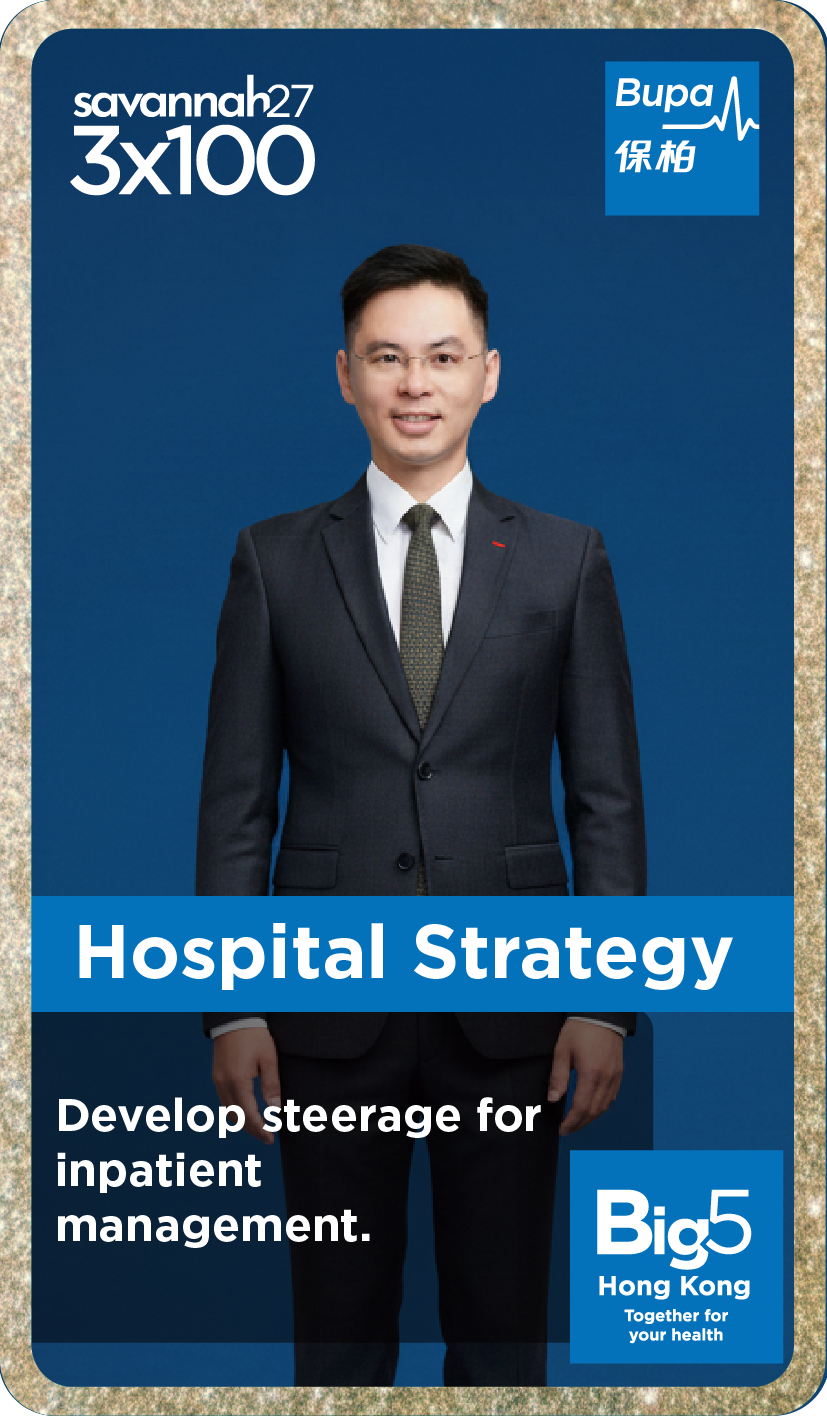 savannah27
3x100
Bupa
保柏
Hospital Strategy
Develop steerage for
inpatient
management.
Big5
Hong Kong
Together for
your health